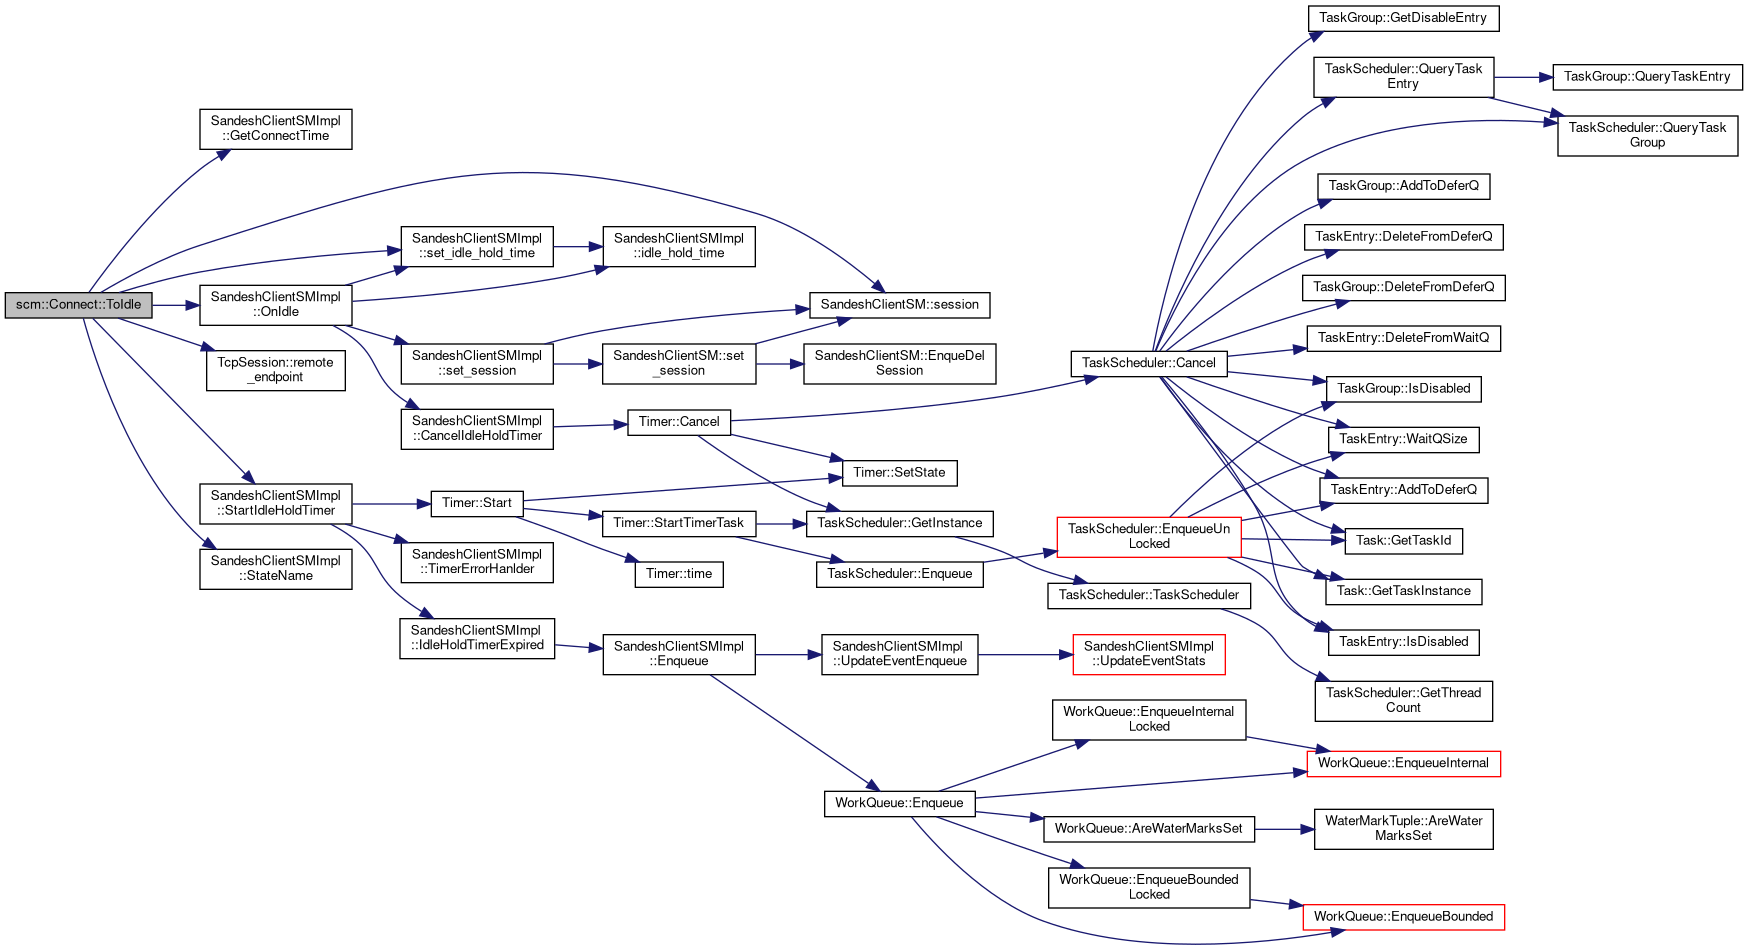 scm::Connect::ToIdle
SandeshClientSMImpl
::GetConnectTime
SandeshClientSMImpl
::OnIdle
TcpSession::remote
_endpoint
SandeshClientSMImpl
::StartIdleHoldTimer
SandeshClientSMImpl
::StateName
SandeshClientSMImpl
::set_idle_hold_time
SandeshClientSMImpl
::set_session
SandeshClientSMImpl
::CancelIdleHoldTimer
Timer::Start
SandeshClientSMImpl
::TimerErrorHanlder
SandeshClientSMImpl
::IdleHoldTimerExpired
SandeshClientSMImpl
::idle_hold_time
SandeshClientSM::set
_session
Timer::Cancel
Timer::StartTimerTask
Timer::time
SandeshClientSMImpl
::Enqueue
SandeshClientSM::session
SandeshClientSM::EnqueDel
Session
Timer::SetState
TaskScheduler::GetInstance
TaskScheduler::Enqueue
SandeshClientSMImpl
::UpdateEventEnqueue
WorkQueue::Enqueue
TaskScheduler::Cancel
TaskScheduler::EnqueueUn
Locked
TaskScheduler::TaskScheduler
SandeshClientSMImpl
::UpdateEventStats
WorkQueue::EnqueueInternal
Locked
WorkQueue::AreWaterMarksSet
WorkQueue::EnqueueBounded
Locked
TaskGroup::GetDisableEntry
TaskScheduler::QueryTask
Entry
TaskGroup::AddToDeferQ
TaskEntry::DeleteFromDeferQ
TaskGroup::DeleteFromDeferQ
TaskEntry::DeleteFromWaitQ
TaskGroup::IsDisabled
TaskEntry::WaitQSize
TaskEntry::AddToDeferQ
Task::GetTaskId
Task::GetTaskInstance
TaskEntry::IsDisabled
TaskScheduler::GetThread
Count
WorkQueue::EnqueueInternal
WaterMarkTuple::AreWater
MarksSet
WorkQueue::EnqueueBounded
TaskGroup::QueryTaskEntry
TaskScheduler::QueryTask
Group